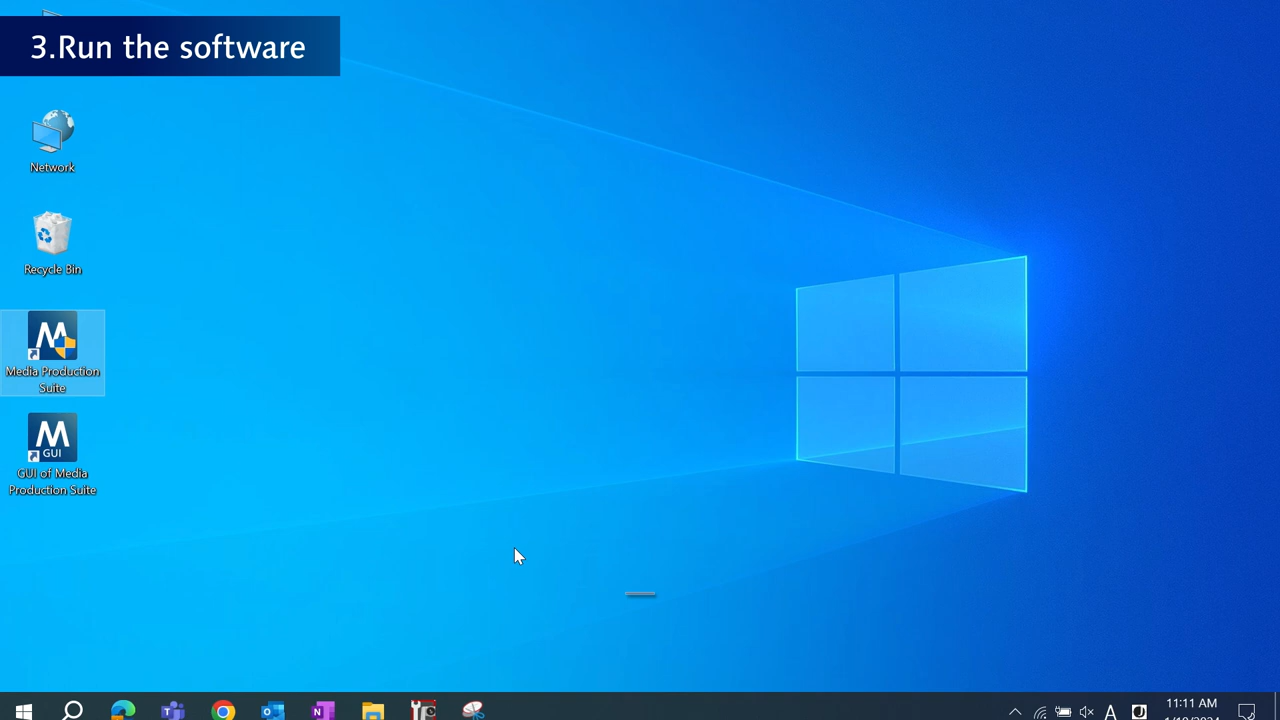 3.Run the software
Network
Recycle Bin
Media Production
Suite
GUI
GUI of Media
Production Suite
11:11 AM